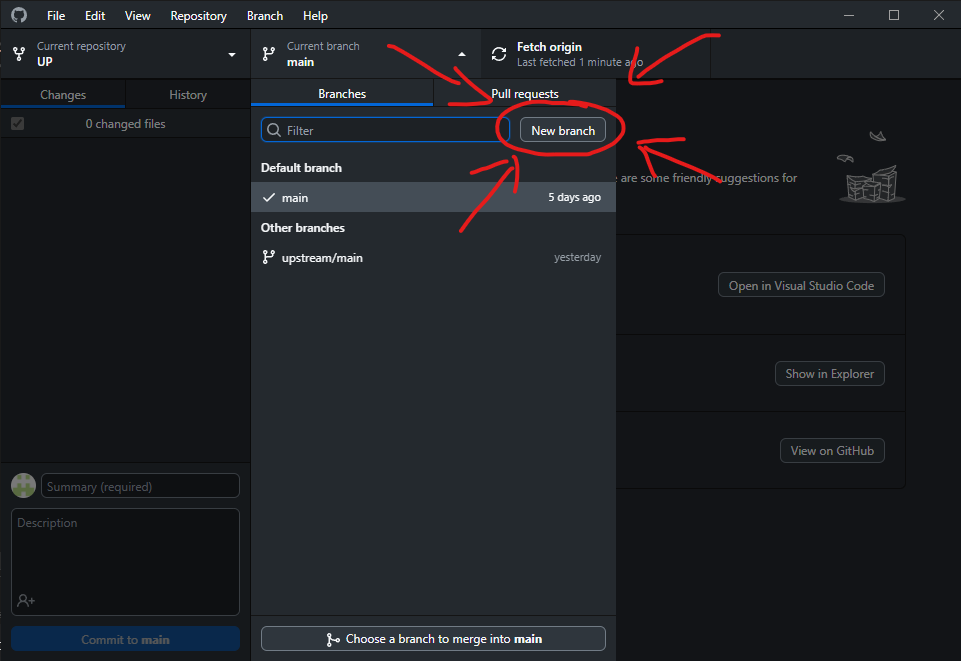 File Edit View Repository Branch Help
Current repository
UP
Current branch
main
Fetch origin
Last fetched 1 minute ago
Changes
History
0 changed files
Branches
Pull requests
Filter
New branch
Default branch
main 5 days ago
Other branches
upstream/main yesterday
Choose a branch to merge into main
Summary (required)
Description
Commit to main
are some friendly suggestions for
Open in Visual Studio Code
Show in Explorer
View on GitHub